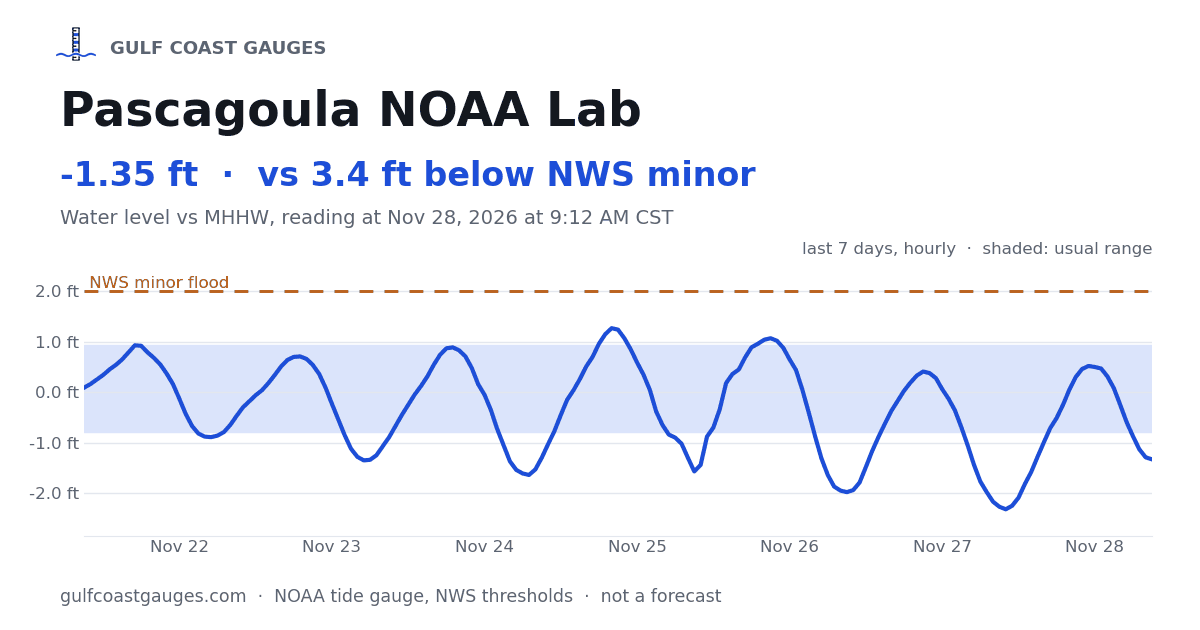 GULF COAST GAUGES
Pascagoula NOAA Lab
-1.35 ft · vs 3.4 ft below NWS minor
Water level vs MHHW, reading at Nov 28, 2026 at 9:12 AM CST
last 7 days, hourly · shaded: usual range
NWS minor flood
2.0 ft
1.0 ft
0.0 ft
-1.0 ft
-2.0 ft
Nov 22 Nov 23 Nov 24 Nov 25 Nov 26 Nov 27 Nov 28
gulfcoastgauges.com · NOAA tide gauge, NWS thresholds · not a forecast